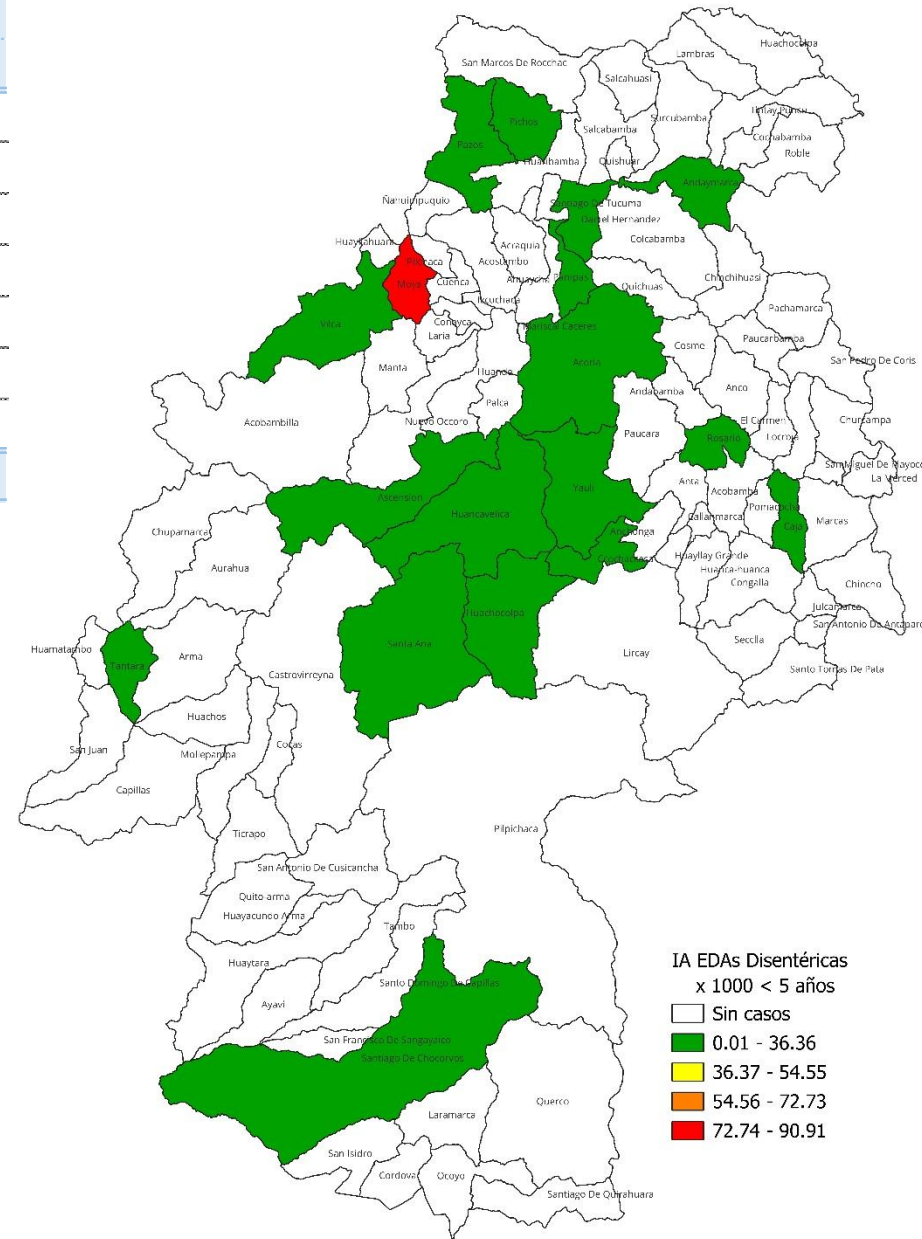 Huachocolpa
Lambras
San Marcos De Rocchac
Salcahuasi
Tintay Puncu
Surcubamba
Pichos
Salcabamba
Cochabamba
Pazos
Roble
Huaribamba
Quishuar
Andaymarca
Ñahuimpuquio
Santiago De Tucuma
Daniel Hernandez
Colcabamba
Huayllahuara
Acraquia
Pilchaca
Acostambo
Ahuaycha
Pampas
Chinchihuasi
Moya
Cuenca
Quichuas
Izcuchaca
Pachamarca
Vilca
Conayca
Mariscal Caceres
Laria
Cosme
Paucarbamba
San Pedro De Coris
Acoria
Manta
Huando
Anco
Andabamba
Palca
Acobambilla
Nuevo Occoro
El Carmen
Churcampa
Paucara
Rosario
Locroja
San Miguel De Mayocc
La Merced
Anta
Yauli
Acobamba
Ascension
Pomacocha
Huancavelica
Callanmarca
Marcas
Caja
Chupamarca
Anchonga
Huayllay Grande
Ccochaccasa
Aurahua
Huanca-huanca
Congalla
Chincho
Julcamarca
Huachocolpa
San Antonio De Antaparco
Santa Ana
Secclla
Huamatambo
Lircay
Arma
Tantara
Santo Tomas De Pata
Castrovirreyna
Huachos
Cocas
San Juan
Mollepampa
Capillas
Pilpichaca
Ticrapo
San Antonio De Cusicancha
Quito-arma
Huayacundo Arma
Tambo
Huaytara
Santo Domingo De Capillas
Ayavi
San Francisco De Sangayaico
Santiago De Chocorvos
Querco
Laramarca
San Isidro
Cordova
Ocoyo
Santiago De Quirahuara
IA EDAs Disentéricas
x 1000 < 5 años
Sin casos
0.01 - 36.36
36.37 - 54.55
54.56 - 72.73
72.74 - 90.91